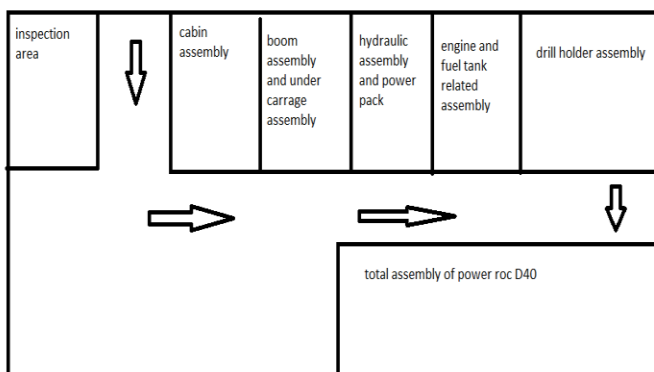 inspection
area
cabin
assembly
boom
assembly
and under
carrage
assembly
hydraulic
assembly
and power
pack
engine and
fuel tank
related
assembly
drill holder assembly
total assembly of power roc D40